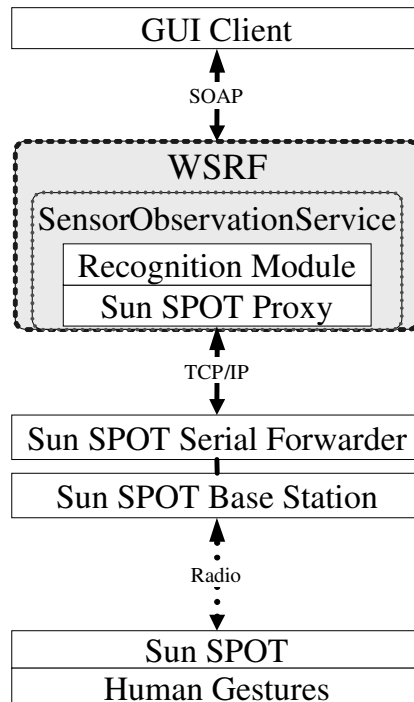 GUI Client
SOAP
WSRF
SensorObservationService
Recognition Module
Sun SPOT Proxy
TCP/IP
Sun SPOT Serial Forwarder
Sun SPOT Base Station
Radio
Sun SPOT
Human Gestures